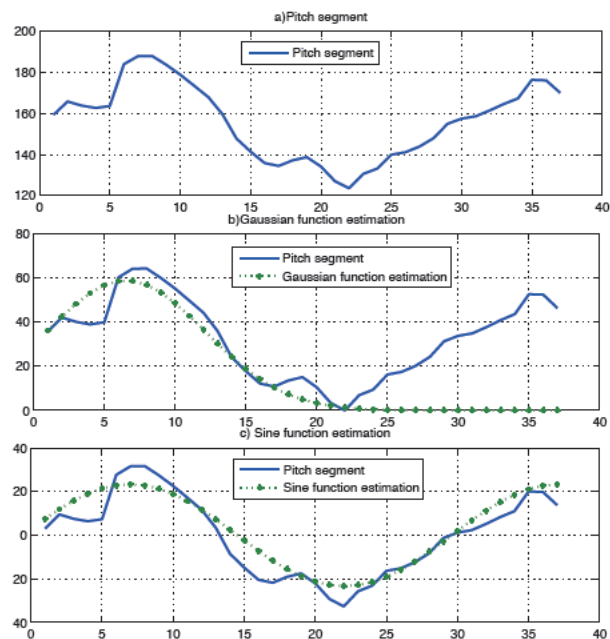 a)Pitch segment
200
180
160
140
120
Pitch segment
0 5 10 15 20 25 30 35 40
b)Gaussian function estimation
80
60
40
20
0
Pitch segment
Gaussian function estimation
0 5 10 15 20 25 30 35 40
c) Sine function estimation
40
20
0
20
40
Pitch segment
Sine function estimation
0 5 10 15 20 25 30 35 40